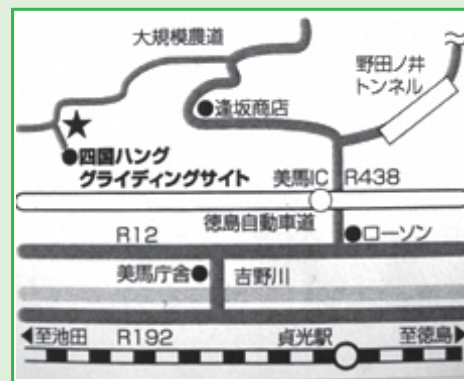 大規模農道
野田ノ井
トンネル
逢坂商店
四国ハング
グライディングサイト
美馬IC
R438
徳島自動車道
R12
ローソン
美馬庁舎
吉野川
至池田
R192
貞光駅
至徳島